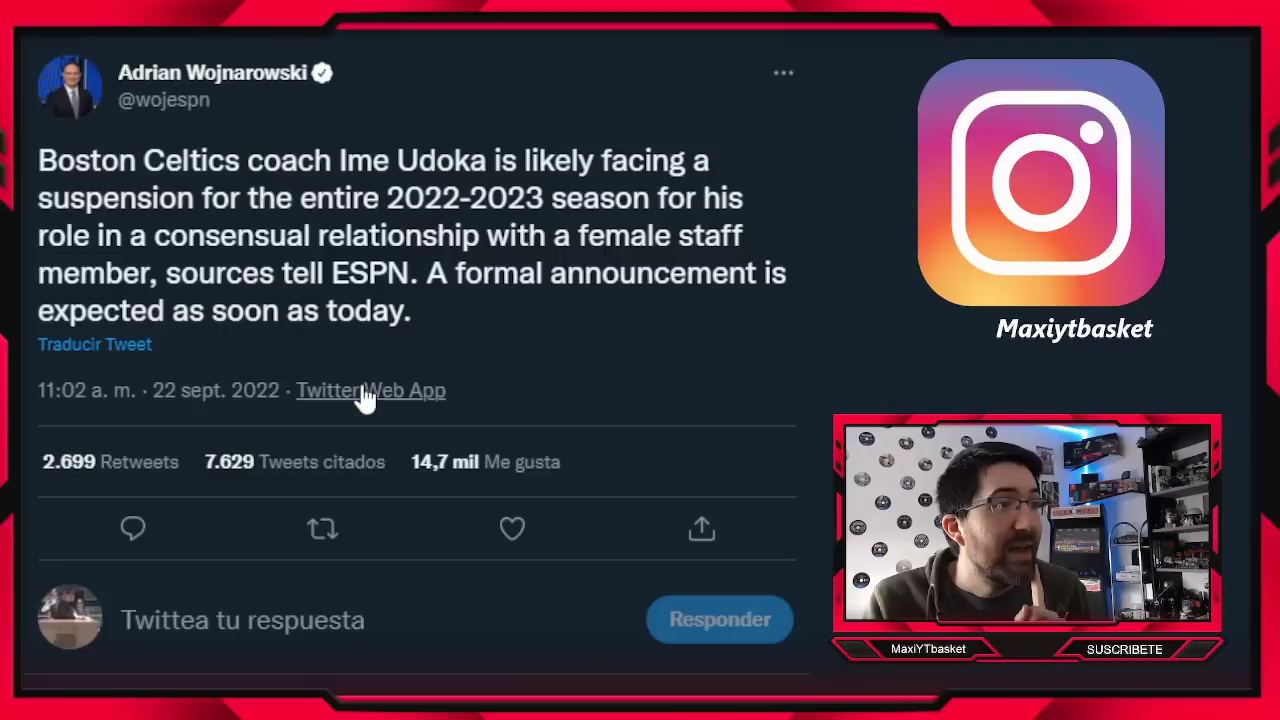 Adrian Wojnarowski
@wojespn
Boston Celtics coach Ime Udoka is likely facing a
suspension for the entire 2022-2023 season for his
role in a consensual relationship with a female staff
member, sources tell ESPN. A formal announcement is
expected as soon as today.
Traducir Tweet
11:02 a. m. · 22 sept. 2022 · Twitter Web App
2.699 Retweets 7.629 Tweets citados 14,7 mil Me gusta
Twittea tu respuesta
Responder
Maxiytbasket
MaxiYTbasket
SUSCRIBETE